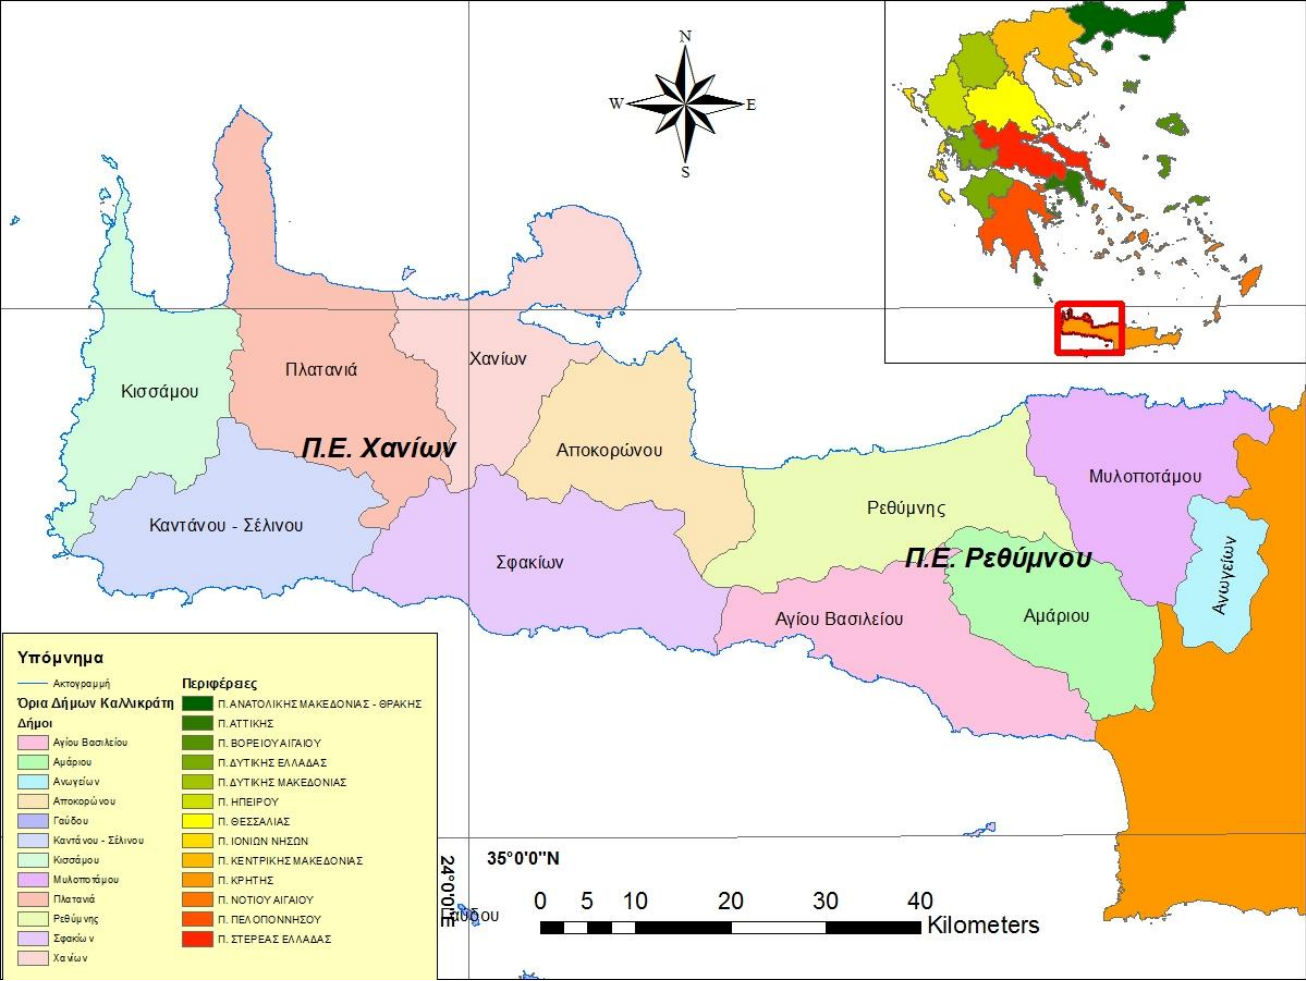 N
W E
S
Χανίων
Πλατανιά
Κισσάμου
Π.Ε. Χανίων
Αποκορώνου
Μυλοποτάμου
Ρεθύμνης
Καντάνου - Σέλινου
Π.Ε. Ρεθύμνου
Σφακίων
Ανωγείων
Αγίου Βασιλείου
Αμάριου
Υπόμνημα
Ακτογραμμή
Όρια Δήμων Καλλικράτη
Δήμοι
Αγίου Βασιλείου
Αμάριου
Ανωγείων
Αποκορώνου
Γαύδου
Καντάνου - Σέλινου
Κισσάμου
Μυλοποτάμου
Πλατανιά
Ρεθύμνης
Σφακίων
Χανίων
Περιφέρειες
Π. ΑΝΑΤΟΛΙΚΗΣ ΜΑΚΕΔΟΝΙΑΣ - ΘΡΑΚΗΣ
Π. ΑΤΤΙΚΗΣ
Π. ΒΟΡΕΙΟΥ ΑΙΓΑΙΟΥ
Π. ΔΥΤΙΚΗΣ ΕΛΛΑΔΑΣ
Π. ΔΥΤΙΚΗΣ ΜΑΚΕΔΟΝΙΑΣ
Π. ΗΠΕΙΡΟΥ
Π. ΘΕΣΣΑΛΙΑΣ
Π. ΙΟΝΙΩΝ ΝΗΣΩΝ
Π. ΚΕΝΤΡΙΚΗΣ ΜΑΚΕΔΟΝΙΑΣ
Π. ΚΡΗΤΗΣ
Π. ΝΟΤΙΟΥ ΑΙΓΑΙΟΥ
Π. ΠΕΛΟΠΟΝΝΗΣΟΥ
Π. ΣΤΕΡΕΑΣ ΕΛΛΑΔΑΣ
24°0'0"E
35°0'0"N
0 5 10 20 30 40
Kilometers